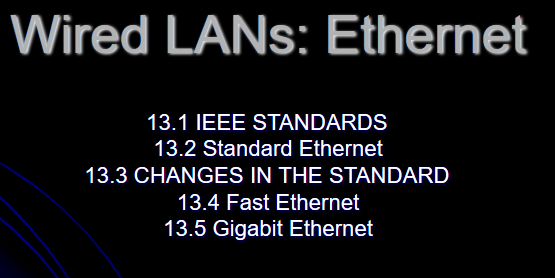 Wired LANs: Ethernet
13.1 IEEE STANDARDS
13.2 Standard Ethernet
13.3 CHANGES IN THE STANDARD
13.4 Fast Ethernet
13.5 Gigabit Ethernet